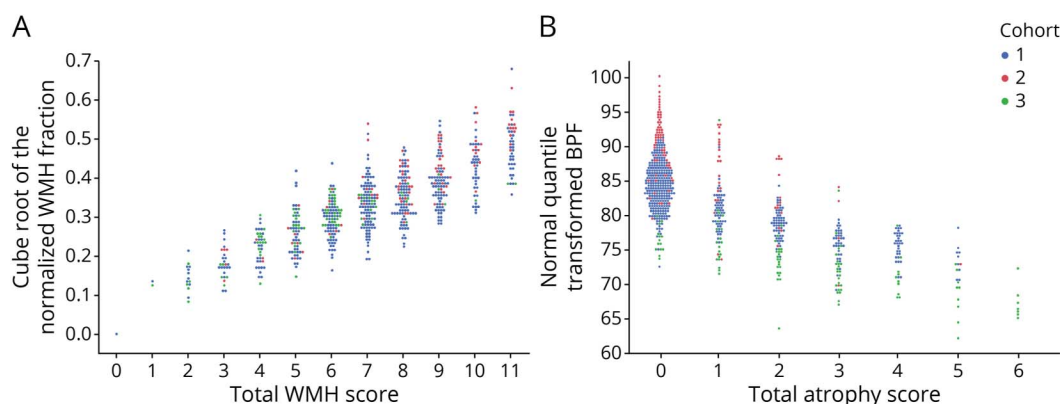 A
Cube root of the
normalized WMH fraction
0.7
0.6
0.5
0.4
0.3
0.2
0.1
0.0
0 1 2 3 4 5 6 7 8 9 10 11
Total WMH score
B
Cohort
1
2
3
Normal quantile
transformed BPF
100
95
90
85
80
75
70
65
60
0 1 2 3 4 5 6
Total atrophy score